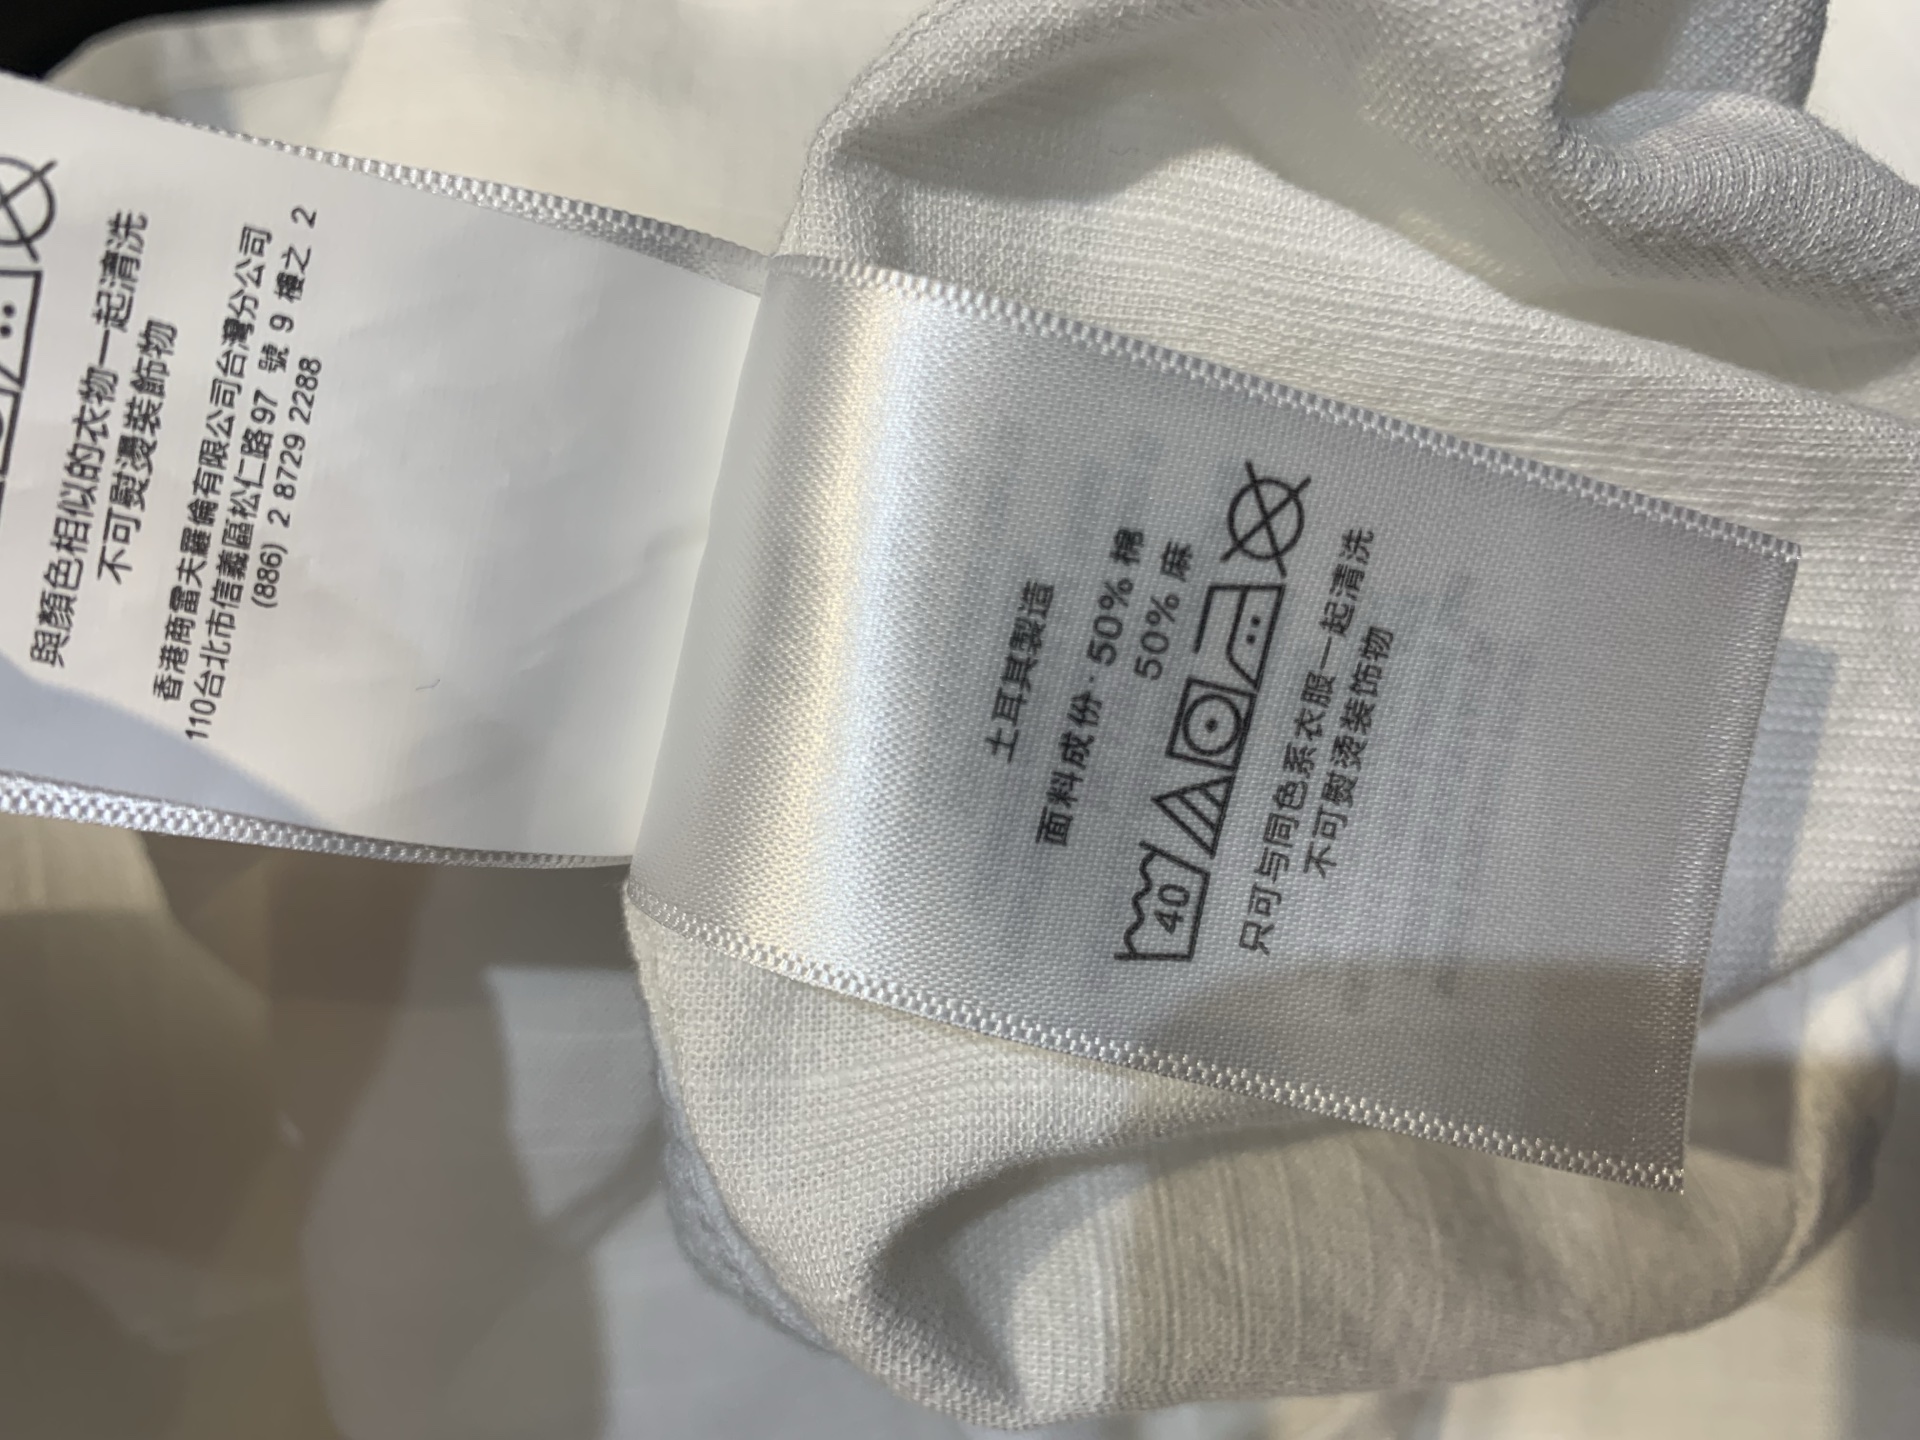 與顏色相似的衣物一起清洗
不可熨燙裝飾物
香港商雷夫羅倫有限公司台灣分公司
110台北市信義區松仁路97 號 9 樓之 2
(886) 2 8729 2288
土耳其製造
面料成份: 50% 棉
50% 麻
40
只可与同色系衣服一起清洗
不可熨烫装饰物